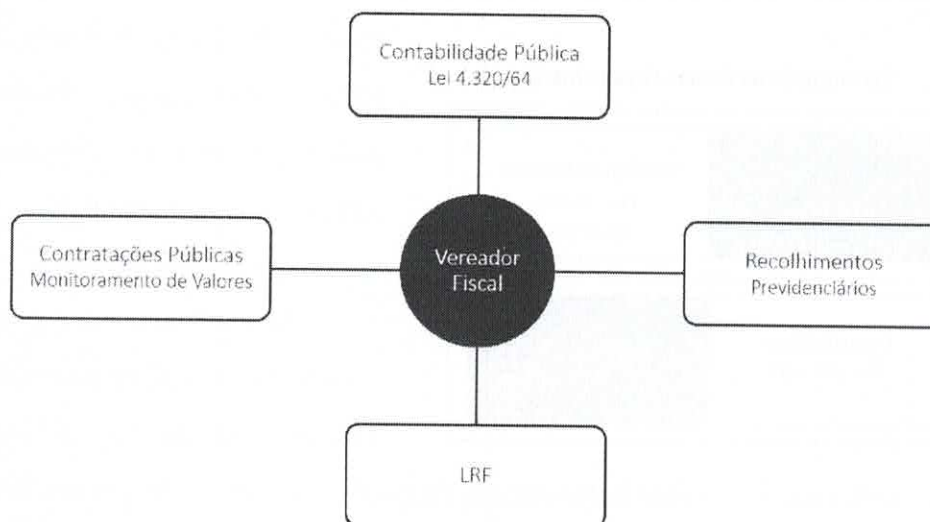 Contabilidade Pública
Lei 4.320/64
Contratações Públicas
Monitoramento de Valores
Vereador
Fiscal
Recolhimentos
Previdenciários
LRF